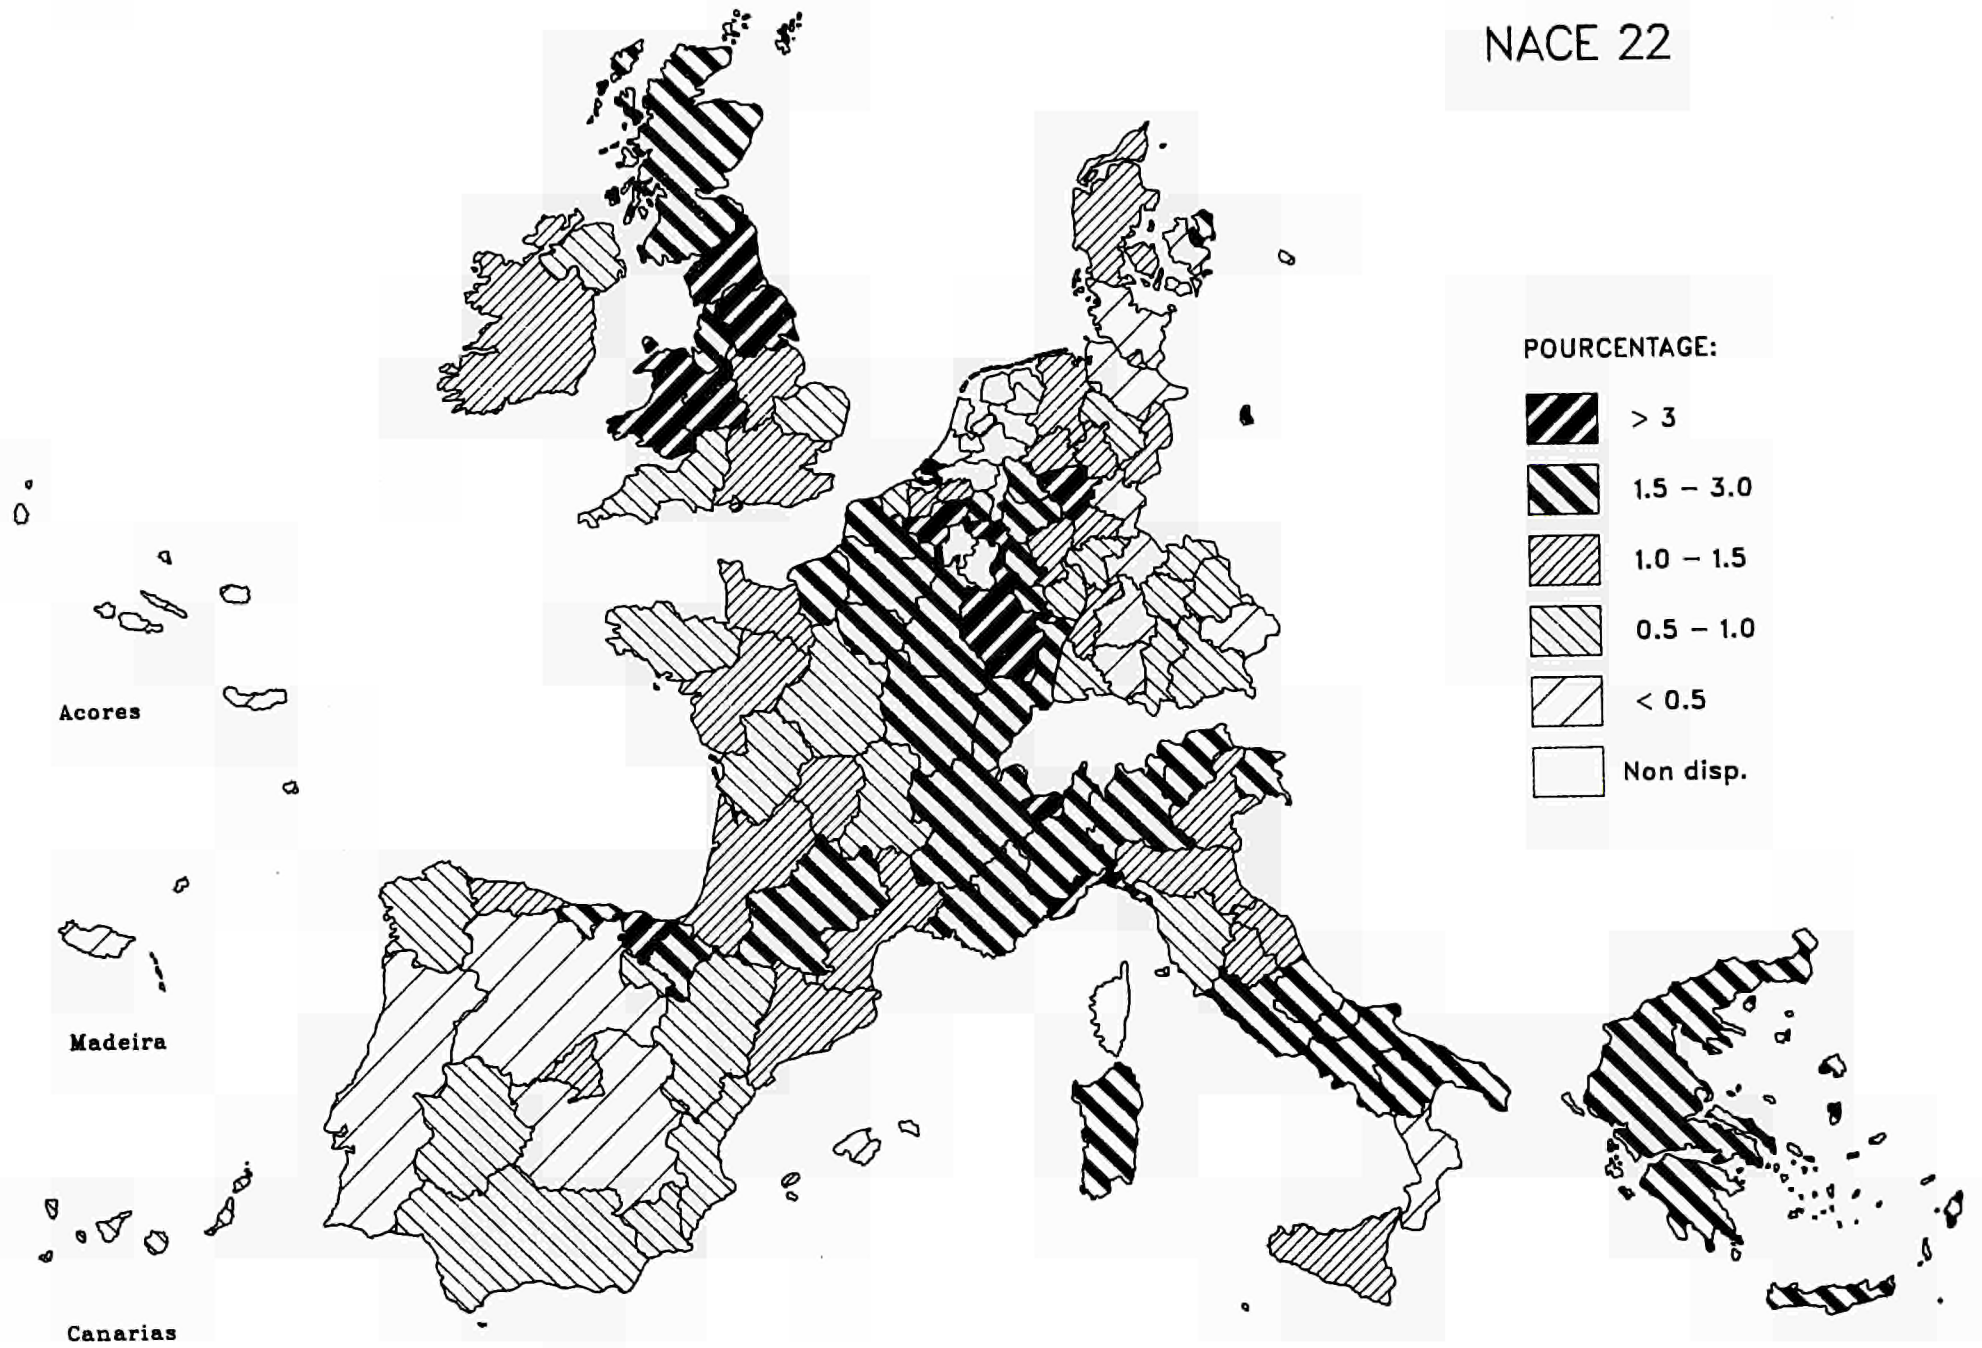 NACE 22
POURCENTAGE:
> 3
1.5 – 3.0
1.0 – 1.5
0.5 – 1.0
< 0.5
Non disp.
Acores
Madeira
Canarias